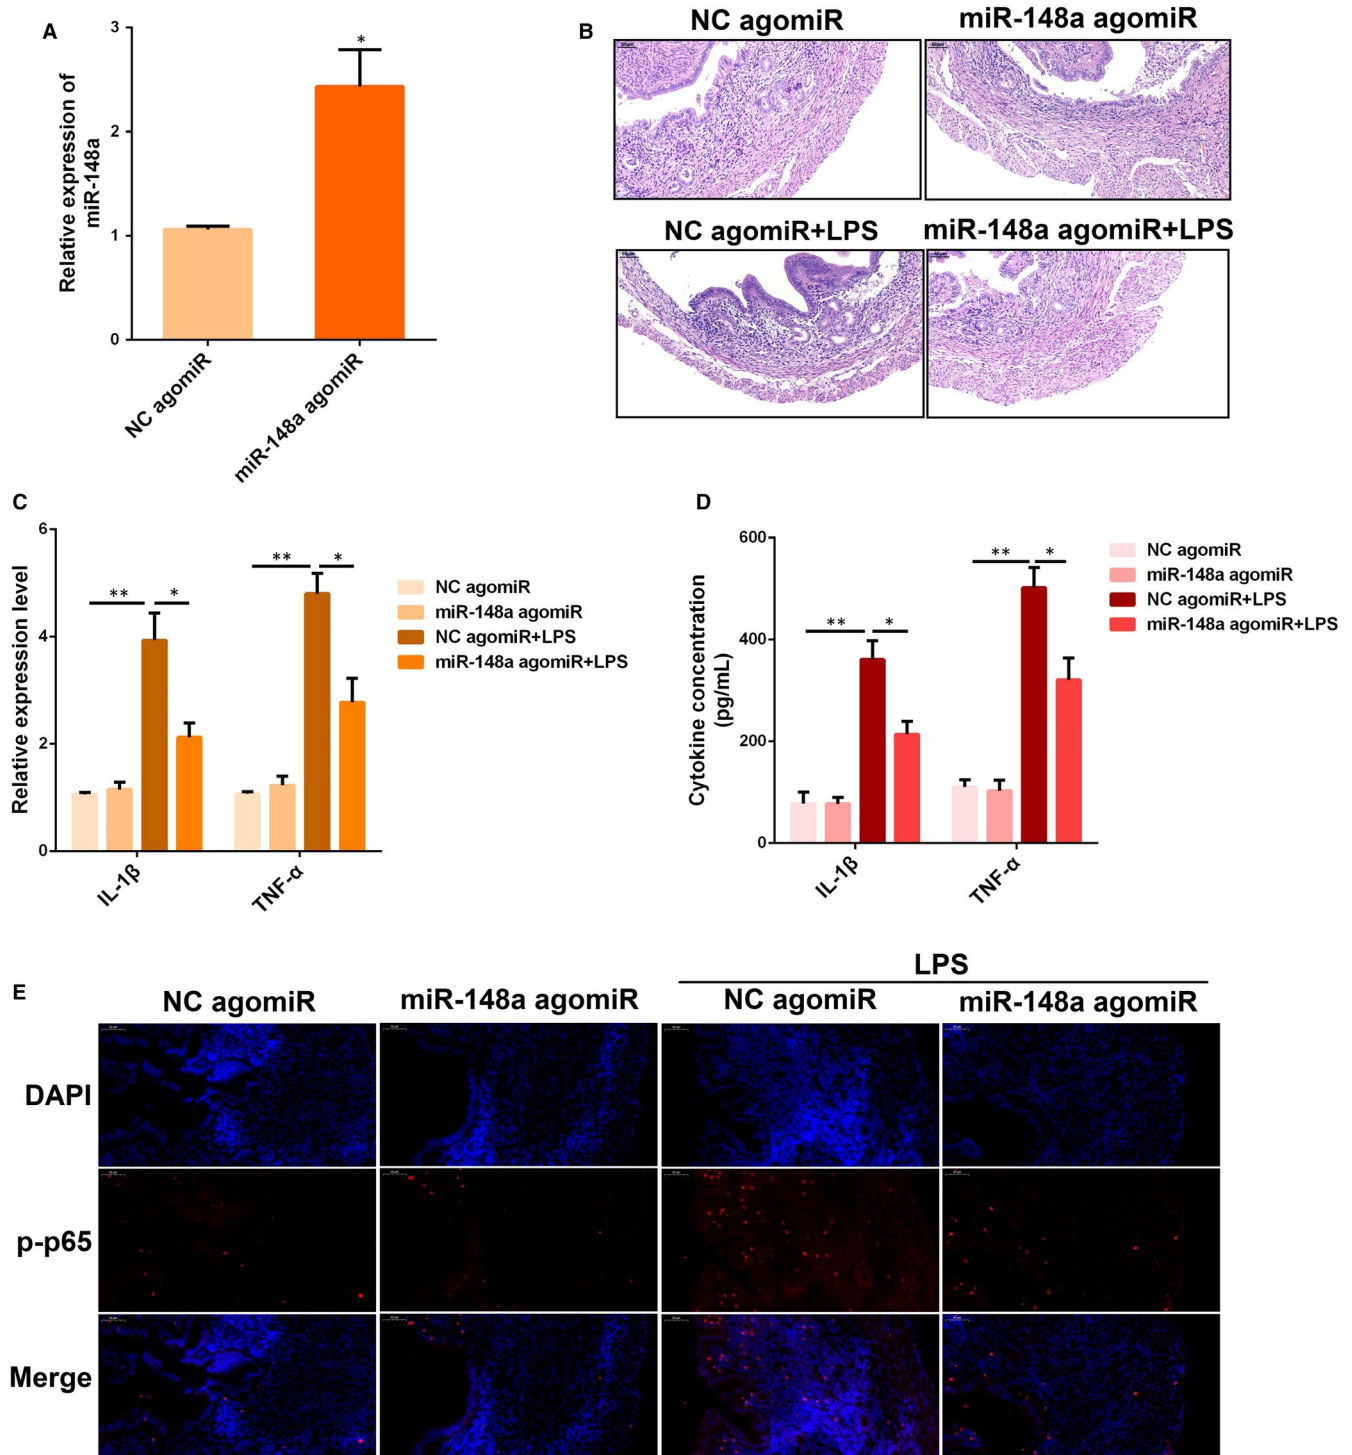 A
Relative expression of
miR-148a
3
2
1
0
*
NC agomiR
miR-148a agomiR
B
NC agomiR
miR-148a agomiR
NC agomiR+LPS
miR-148a agomiR+LPS
C
Relative expression level
6
4
2
0
**
*
**
*
IL-1β
TNF-α
NC agomiR
miR-148a agomiR
NC agomiR+LPS
miR-148a agomiR+LPS
D
Cytokine concentration
(pg/mL)
600
400
200
0
**
*
**
*
IL-1β
TNF-α
NC agomiR
miR-148a agomiR
NC agomiR+LPS
miR-148a agomiR+LPS
E
LPS
NC agomiR
miR-148a agomiR
NC agomiR
miR-148a agomiR
DAPI
p-p65
Merge